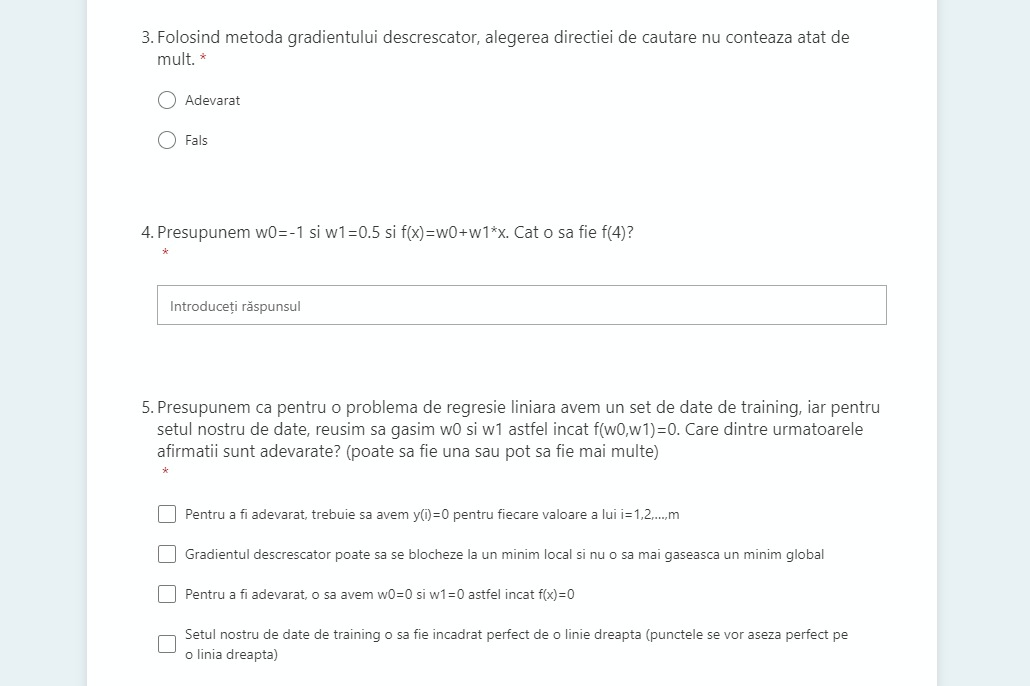 3. Folosind metoda gradientului descrescator, alegerea directiei de cautare nu conteaza atat de
mult. *
Adevarat
Fals
4. Presupunem w0=-1 si w1=0.5 si f(x)=w0+w1*x. Cat o sa fie f(4)?
*
Introduceți răspunsul
5. Presupunem ca pentru o problema de regresie liniara avem un set de date de training, iar pentru
setul nostru de date, reusim sa gasim w0 si w1 astfel incat f(w0,w1)=0. Care dintre urmatoarele
afirmatii sunt adevarate? (poate sa fie una sau pot sa fie mai multe)
*
Pentru a fi adevarat, trebuie sa avem y(i)=0 pentru fiecare valoare a lui i=1,2,...,m
Gradientul descrescator poate sa se blocheze la un minim local si nu o sa mai gaseasca un minim global
Pentru a fi adevarat, o sa avem w0=0 si w1=0 astfel incat f(x)=0
Setul nostru de date de training o sa fie incadrat perfect de o linie dreapta (punctele se vor aseza perfect pe
o linia dreapta)